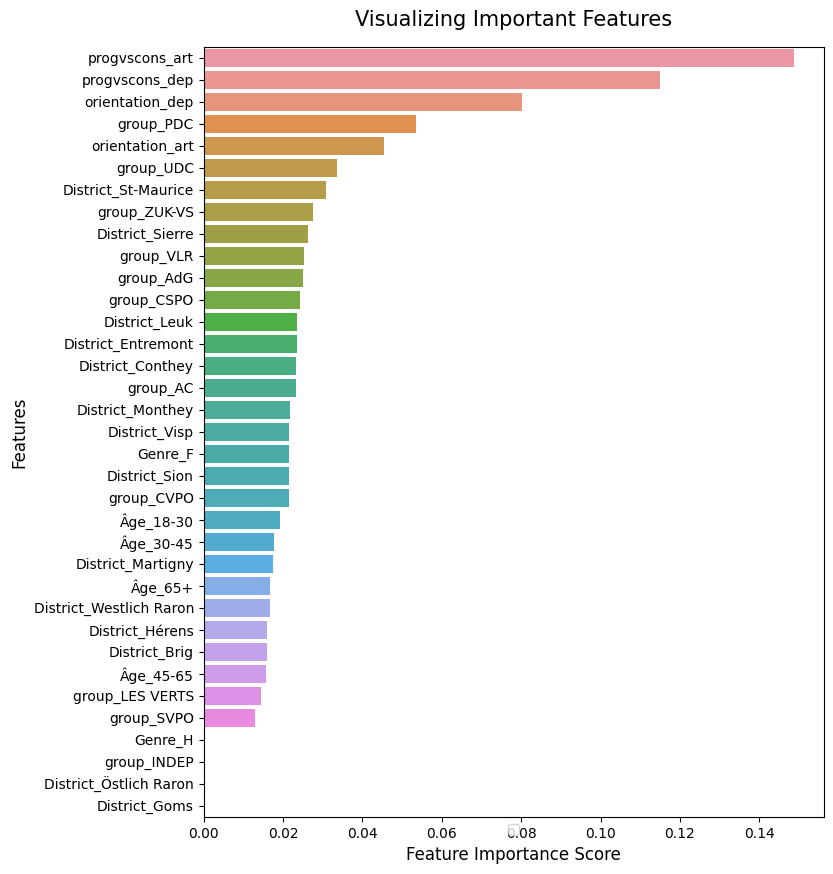 Visualizing Important Features
progvscons_art
progvscons_dep
orientation_dep
group_PDC
orientation_art
group_UDC
District_St-Maurice
group_ZUK-VS
District_Sierre
group_VLR
group_AdG
group_CSPO
District_Leuk
District_Entremont
District_Conthey
group_AC
District_Monthey
District_Visp
Genre_F
District_Sion
group_CVPO
Âge_18-30
Âge_30-45
District_Martigny
Âge_65+
District_Westlich Raron
District_Hérens
District_Brig
Âge_45-65
group_LES VERTS
group_SVPO
Genre_H
group_INDEP
District_Östlich Raron
District_Goms
Features
0.00 0.02 0.04 0.06 0.08 0.10 0.12 0.14
Feature Importance Score